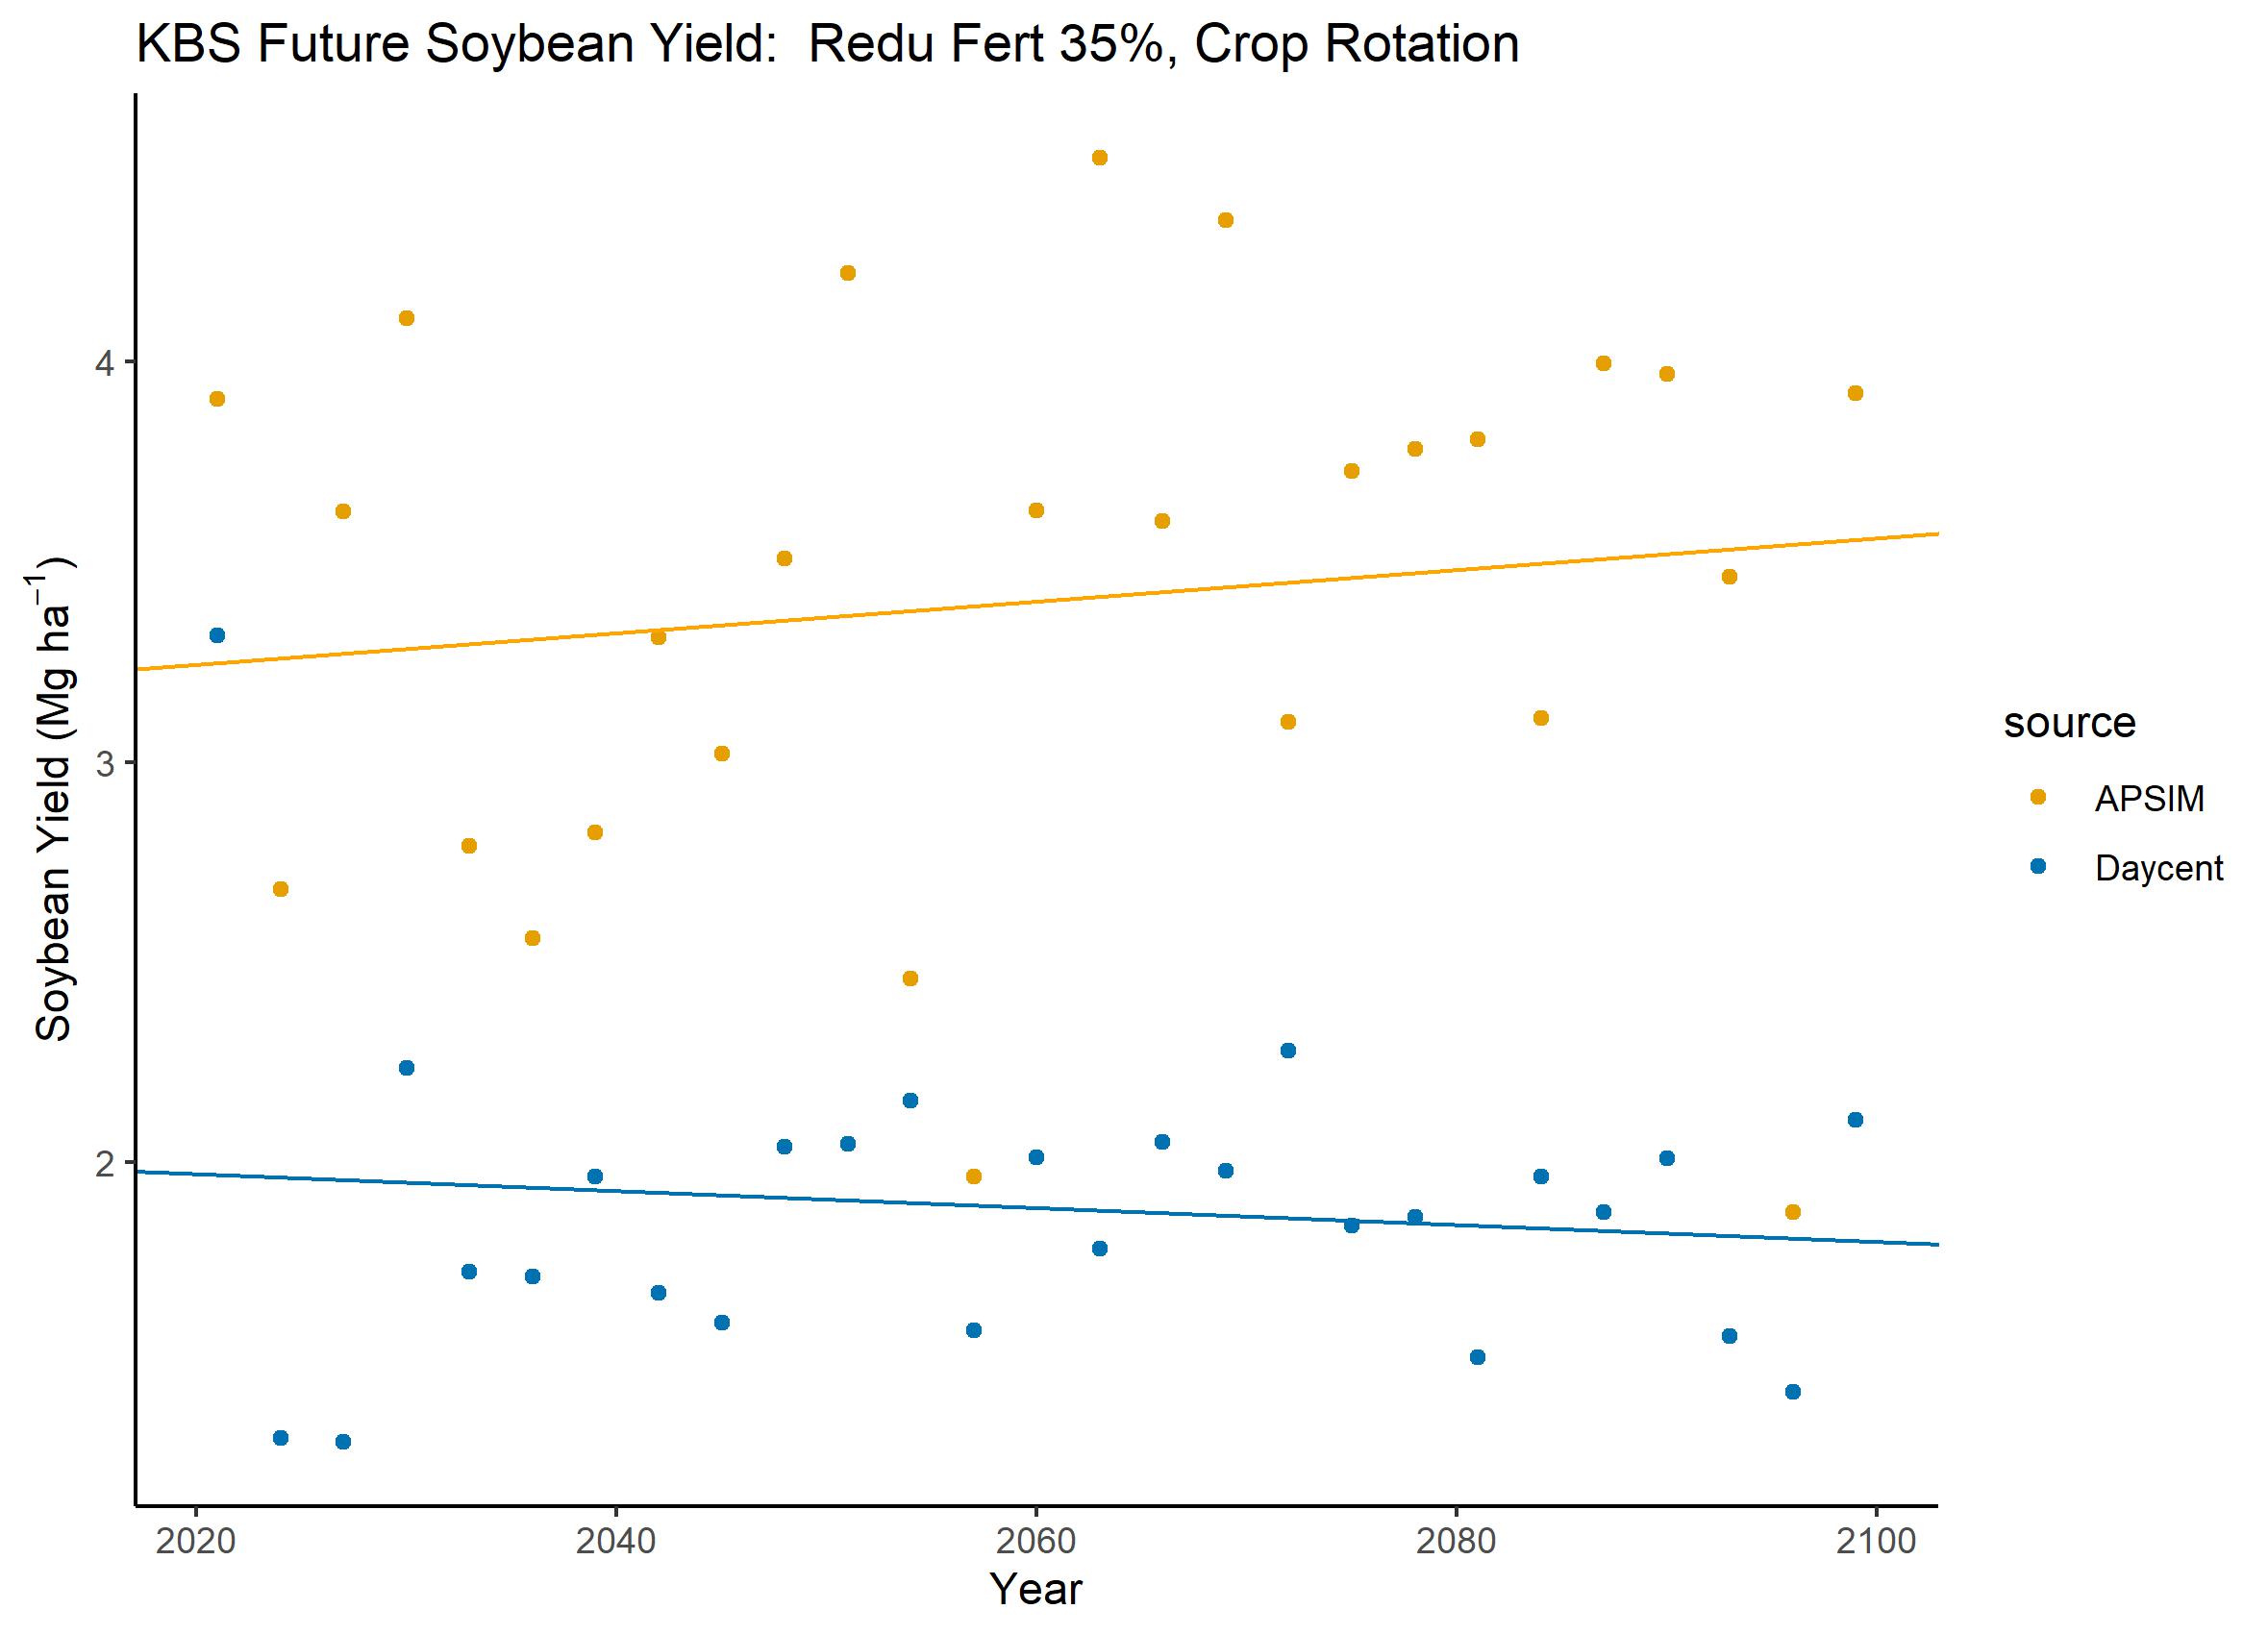 KBS Future Soybean Yield:  Redu Fert 35%, Crop Rotation
Soybean Yield (Mg ha⁻¹)
4
3
2
2020
2040
2060
2080
2100
Year
source
APSIM
Daycent